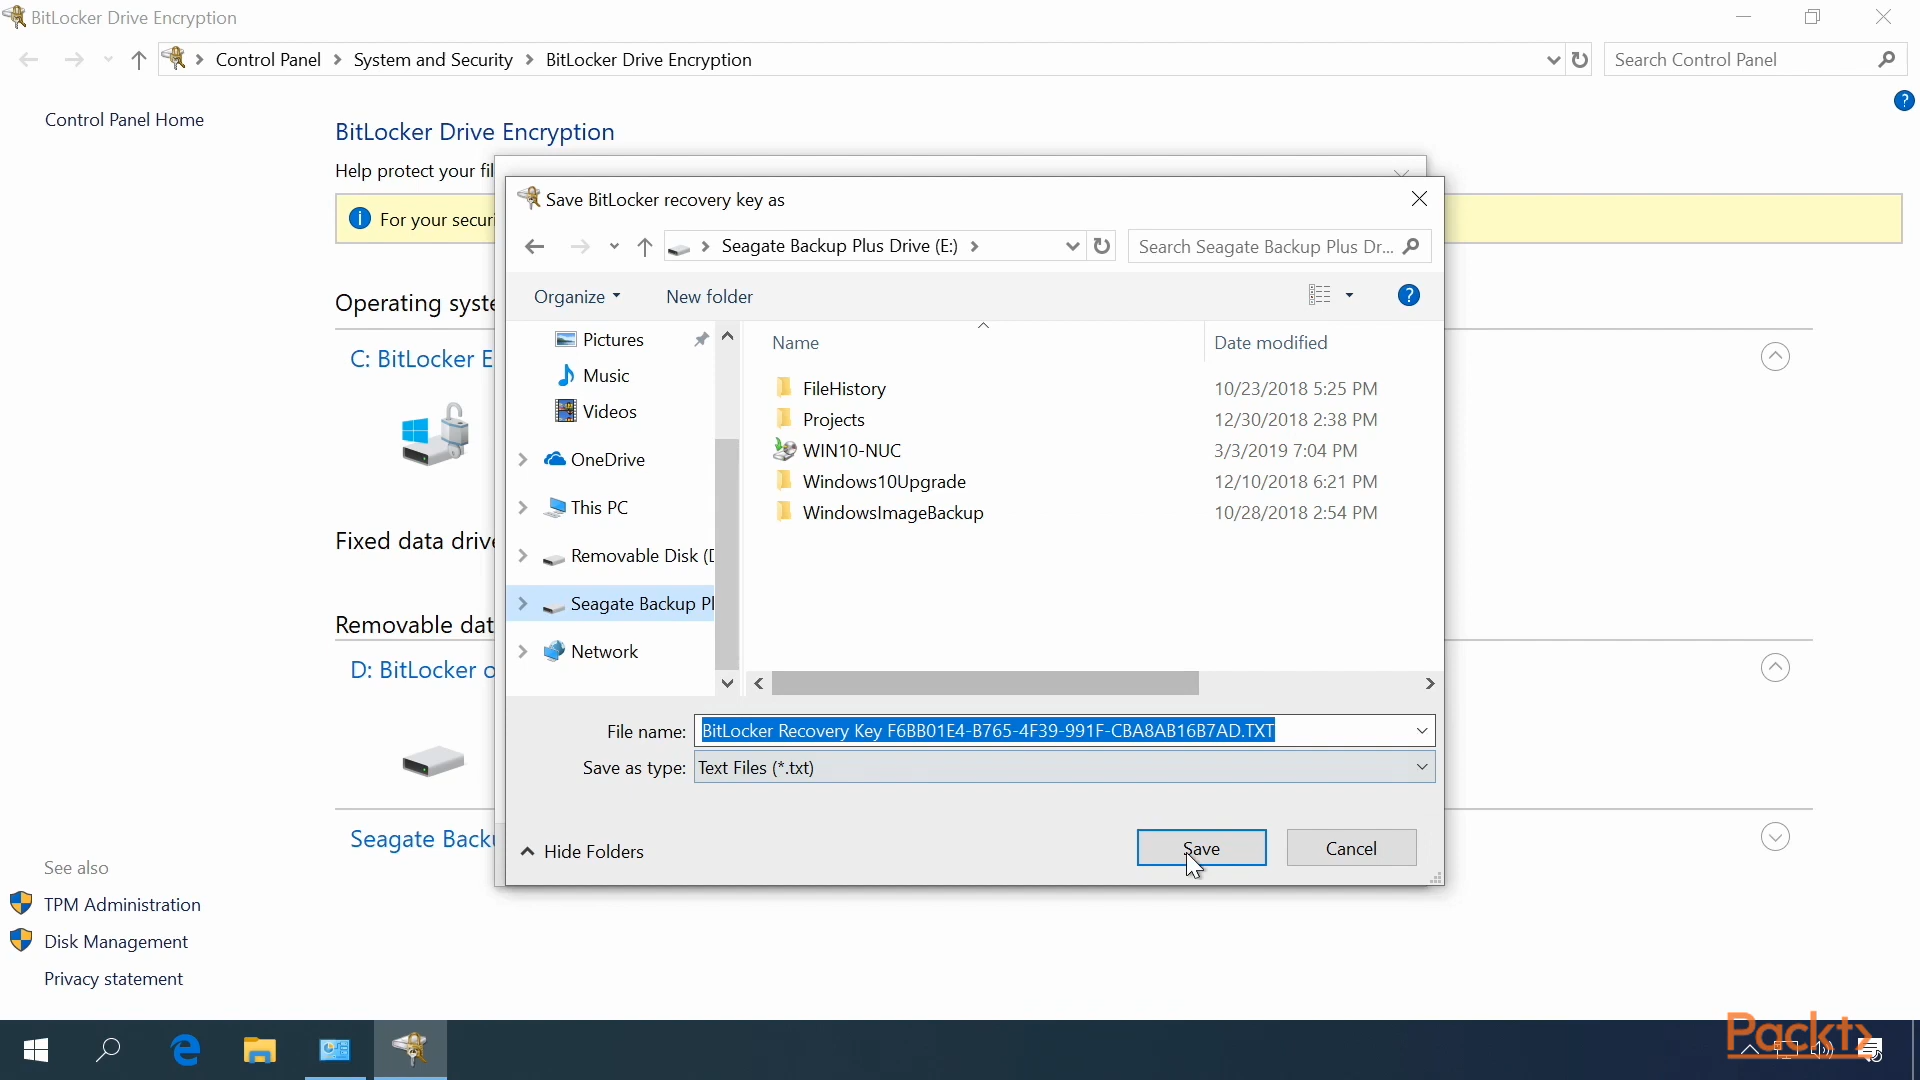 BitLocker Drive Encryption
Control Panel
System and Security
BitLocker Drive Encryption
Search Control Panel
Control Panel Home
BitLocker Drive Encryption
Help protect your fil
For your securi
Operating syste
C: BitLocker E
Fixed data drive
Removable dat
D: BitLocker o
Seagate Backu
See also
TPM Administration
Disk Management
Privacy statement
Save BitLocker recovery key as
Seagate Backup Plus Drive (E:)
Search Seagate Backup Plus Dr...
Organize
New folder
Pictures
Music
Videos
OneDrive
This PC
Removable Disk (D
Seagate Backup Pl
Network
Name
Date modified
FileHistory
10/23/2018 5:25 PM
Projects
12/30/2018 2:38 PM
WIN10-NUC
3/3/2019 7:04 PM
Windows10Upgrade
12/10/2018 6:21 PM
WindowsImageBackup
10/28/2018 2:54 PM
File name:
BitLocker Recovery Key F6BB01E4-B765-4F39-991F-CBA8AB16B7AD.TXT
Save as type:
Text Files (*.txt)
Hide Folders
Save
Cancel
Packt>